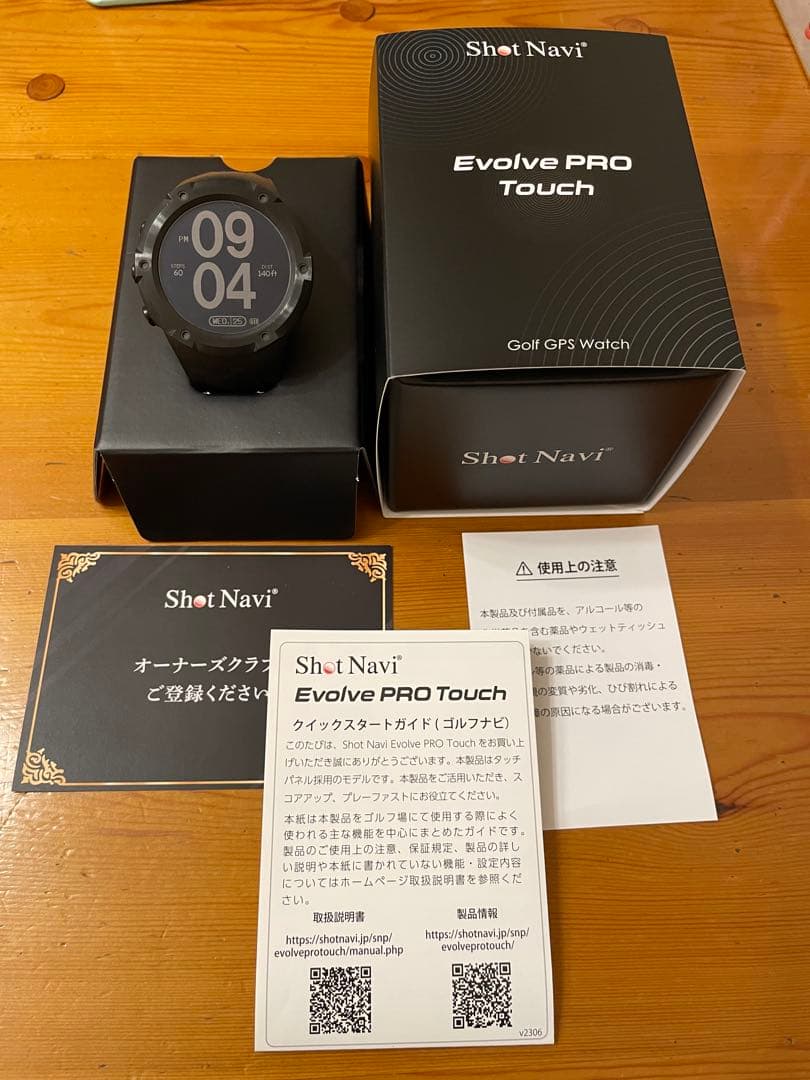 Shot Navi®
Evolve PRO
Touch
Golf GPS Watch
Shot Navi®
PM 09
04
STEPS
60
DIST
140ft
WED. 25
Shot Navi®
オーナーズクラブ
ご登録ください
⚠ 使用上の注意
本製品及び付属品を、アルコール等の
を含む薬品やウェットティッシュ
ないでください。
等の薬品による製品の消毒・
の変質や劣化、ひび割れによる
の原因になる場合がございます。
Shot Navi®
Evolve PRO Touch
クイックスタートガイド ( ゴルフナビ)
このたびは、Shot Navi Evolve PRO Touch をお買い上
げいただき誠にありがとうございます。本製品はタッチ
パネル採用のモデルです。本製品をご活用いただき、ス
コアアップ、プレーファストにお役立てください。
本紙は本製品をゴルフ場にて使用する際によく
使われる主な機能を中心にまとめたガイドです。
製品のご使用上の注意、保証規定、製品の詳し
い説明や本紙に書かれていない機能・設定内容
についてはホームページ取扱説明書を参照くだ
さい。
取扱説明書
https://shotnavi.jp/snp/
evolveprotouch/manual.php
製品情報
https://shotnavi.jp/snp/
evolveprotouch/
v2306